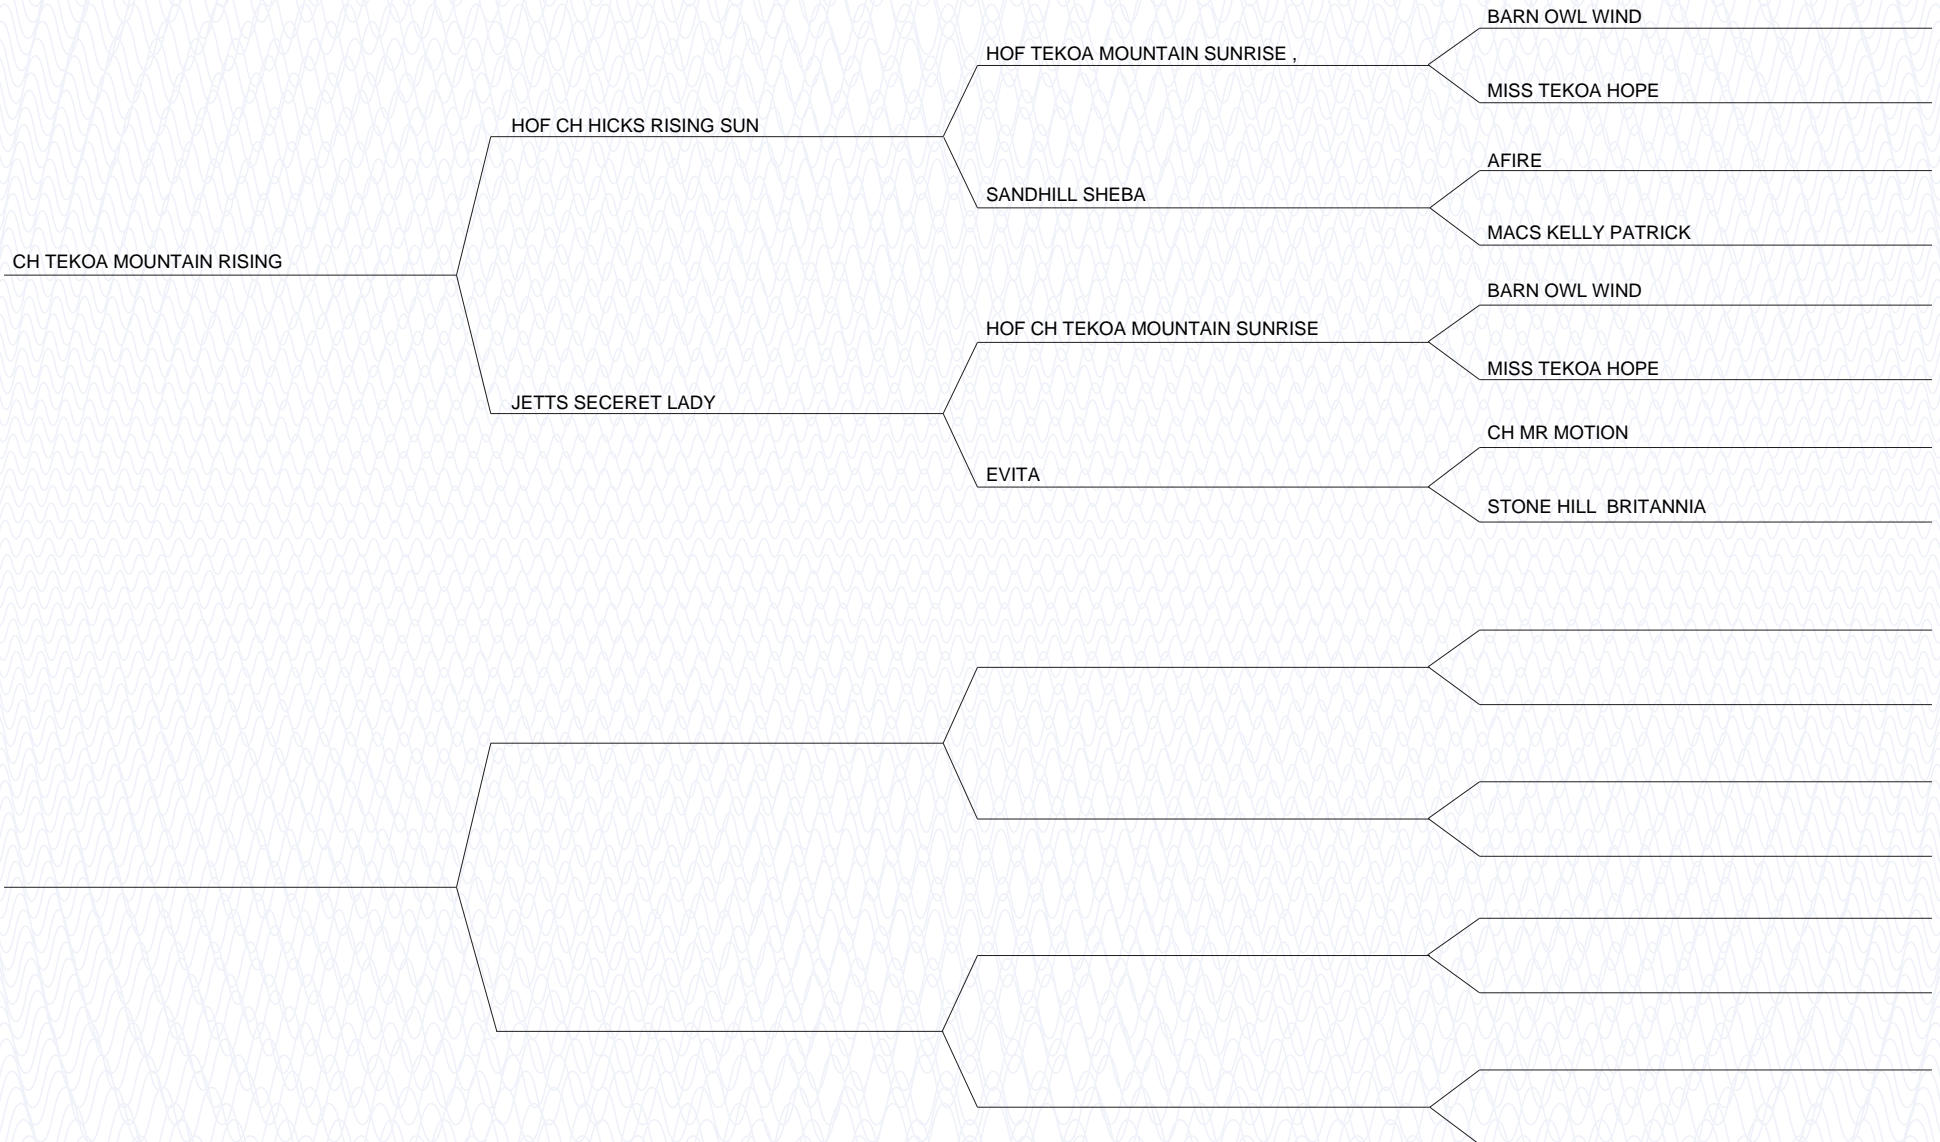 BARN OWL WIND
HOF TEKOA MOUNTAIN SUNRISE ,
MISS TEKOA HOPE
HOF CH HICKS RISING SUN
AFIRE
SANDHILL SHEBA
MACS KELLY PATRICK
CH TEKOA MOUNTAIN RISING
BARN OWL WIND
HOF CH TEKOA MOUNTAIN SUNRISE
MISS TEKOA HOPE
JETTS SECERET LADY
CH MR MOTION
EVITA
STONE HILL  BRITANNIA